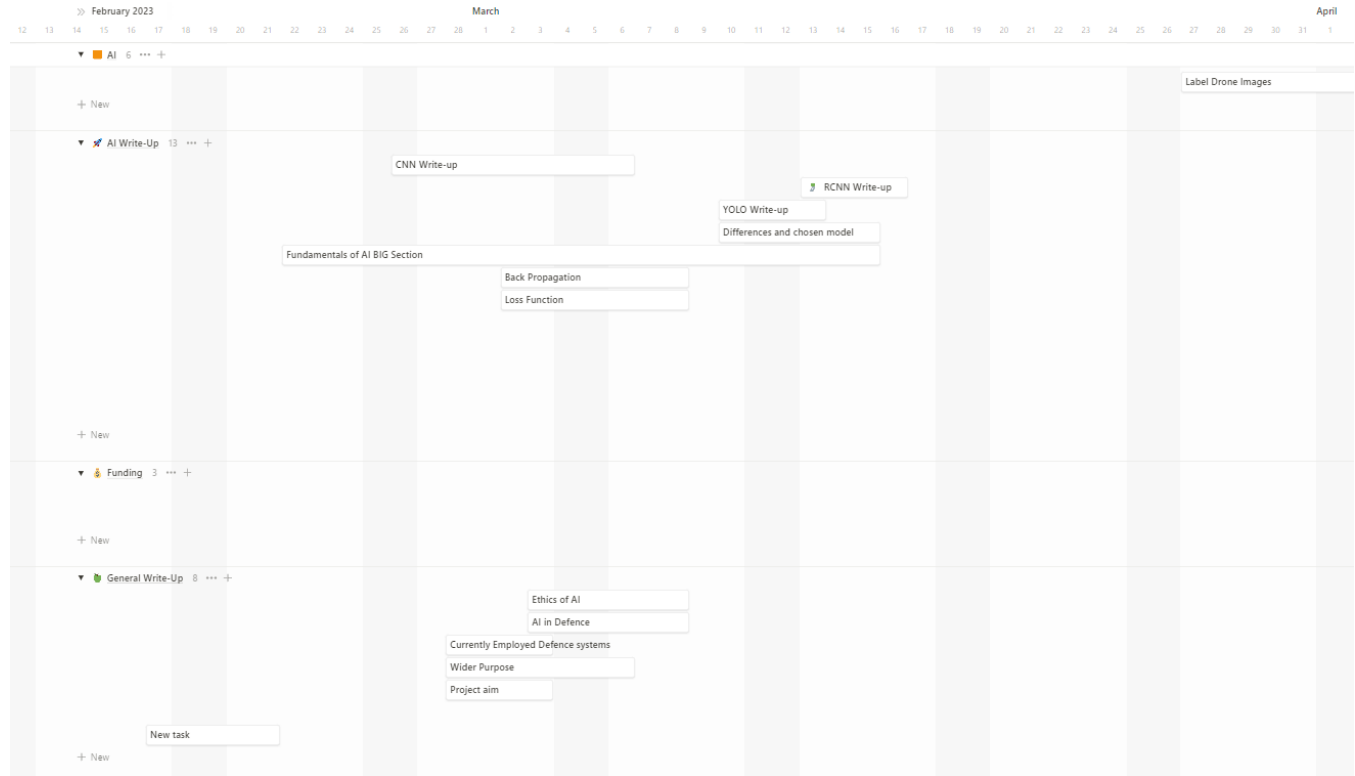 » February 2023 March April
12 13 14 15 16 17 18 19 20 21 22 23 24 25 26 27 28 1 2 3 4 5 6 7 8 9 10 11 12 13 14 15 16 17 18 19 20 21 22 23 24 25 26 27 28 29 30 31 1
▼ AI 6 ··· +
Label Drone Images
+ New
▼ AI Write-Up 13 ··· +
CNN Write-up
RCNN Write-up
YOLO Write-up
Differences and chosen model
Fundamentals of AI BIG Section
Back Propagation
Loss Function
+ New
▼ Funding 3 ··· +
+ New
▼ General Write-Up 8 ··· +
Ethics of AI
AI in Defence
Currently Employed Defence systems
Wider Purpose
Project aim
New task
+ New